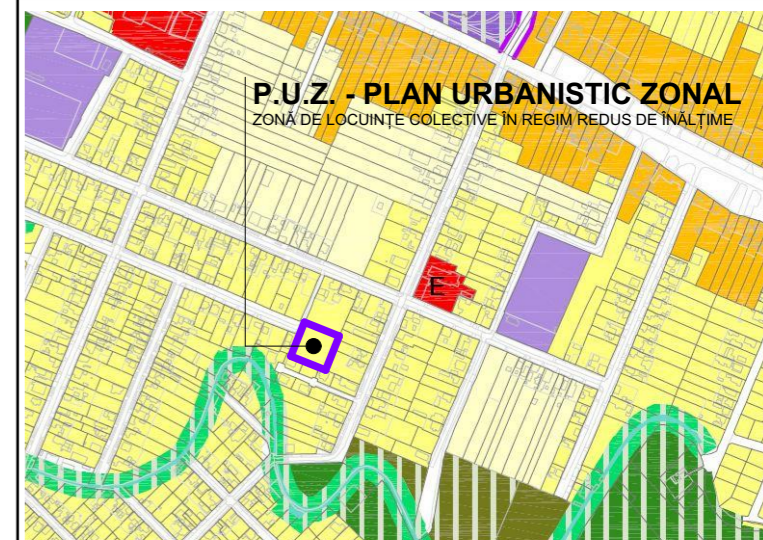 P.U.Z. - PLAN URBANISTIC ZONAL
ZONĂ DE LOCUINȚE COLECTIVE ÎN REGIM REDUS DE ÎNĂLȚIME
E